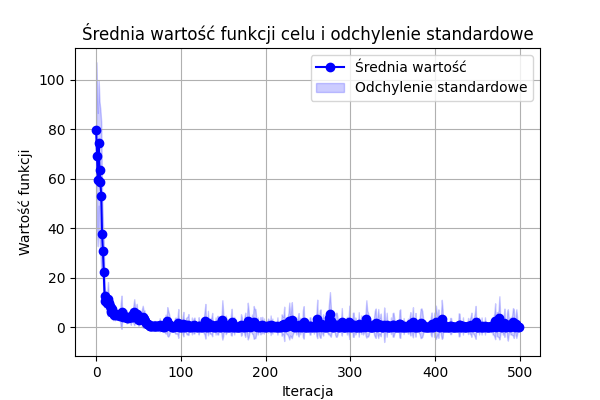 Średnia wartość funkcji celu i odchylenie standardowe
Średnia wartość
Odchylenie standardowe
Wartość funkcji
100
80
60
40
20
0
0 100 200 300 400 500
Iteracja